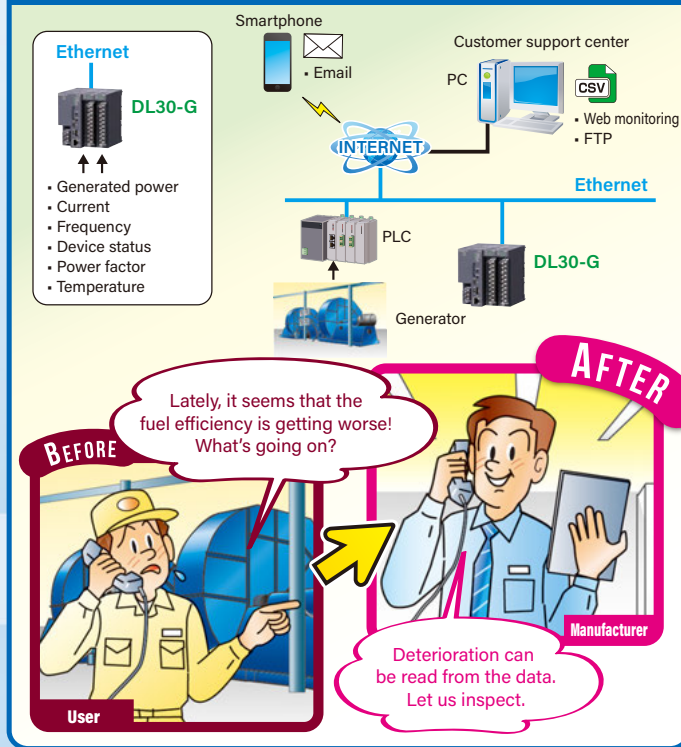 Ethernet
DL30-G
▪ Generated power
▪ Current
▪ Frequency
▪ Device status
▪ Power factor
▪ Temperature
Smartphone
▪ Email
Customer support center
PC
CSV
▪ Web monitoring
▪ FTP
INTERNET
Ethernet
PLC
DL30-G
Generator
BEFORE
Lately, it seems that the
fuel efficiency is getting worse!
What's going on?
User
AFTER
Manufacturer
Deterioration can
be read from the data.
Let us inspect.